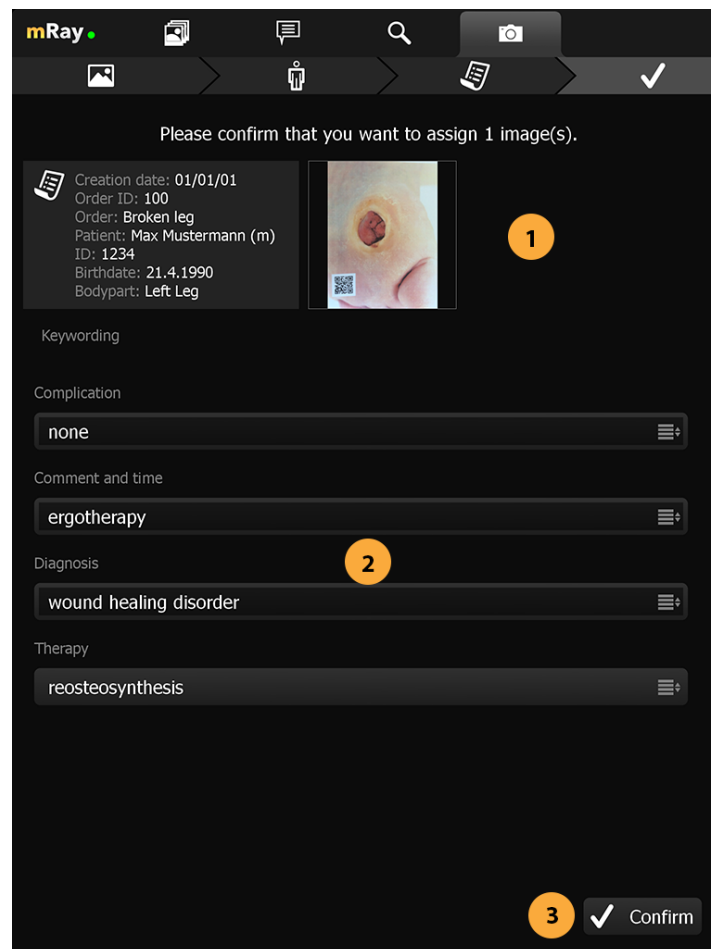 mRay
Please confirm that you want to assign 1 image(s).
Creation date: 01/01/01
Order ID: 100
Order: Broken leg
Patient: Max Mustermann (m)
ID: 1234
Birthdate: 21.4.1990
Bodypart: Left Leg
1
Keywording
Complication
none
Comment and time
ergotherapy
2
Diagnosis
wound healing disorder
Therapy
reosteosynthesis
3
Confirm